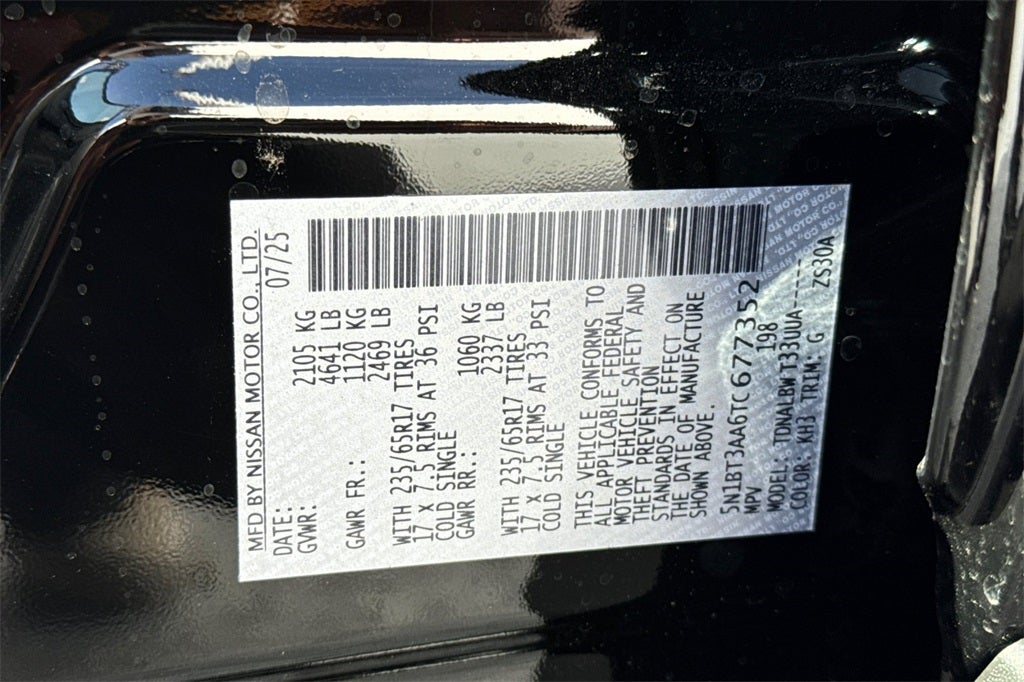 MFD BY NISSAN MOTOR CO., LTD.
DATE: 07/25
GVWR: 2105 KG
4641 LB
GAWR FR.: 1120 KG
2469 LB
WITH 235/65R17 TIRES
17 X 7.5 RIMS AT 36 PSI
COLD SINGLE
GAWR RR.: 1060 KG
2337 LB
WITH 235/65R17 TIRES
17 X 7.5 RIMS AT 33 PSI
COLD SINGLE
THIS VEHICLE CONFORMS TO
ALL APPLICABLE FEDERAL
MOTOR VEHICLE SAFETY AND
THEFT PREVENTION
STANDARDS IN EFFECT ON
THE DATE OF MANUFACTURE
SHOWN ABOVE.
5N1BT3AA6TC677352
MPV 198
MODEL: TONALBWT33UUA-----
COLOR: KH3 TRIM: G ZS30A